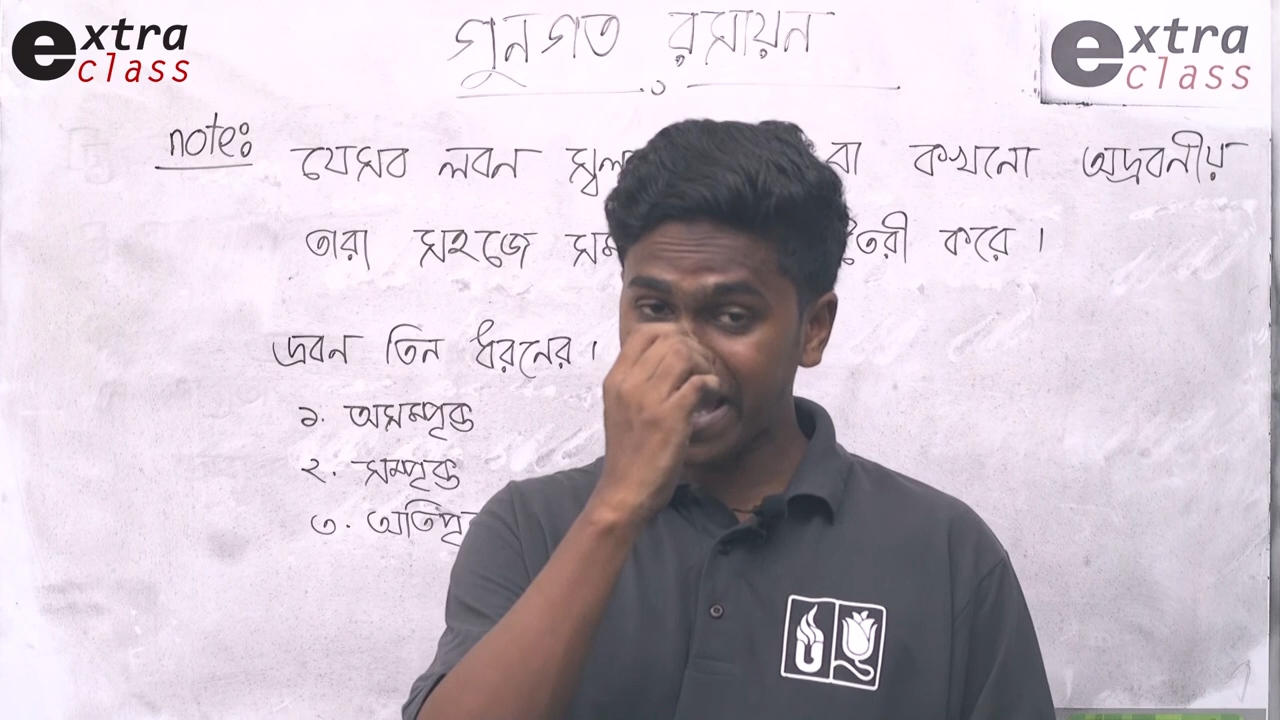 extra class
extra class
গুনগত রসায়ন
note: যেসব লবন কখনো অদ্রবনীয়
তারা সহজে করে।
দ্রবন তিন ধরনের।
১. অসম্পৃক্ত
২. সম্পৃক্ত
৩.